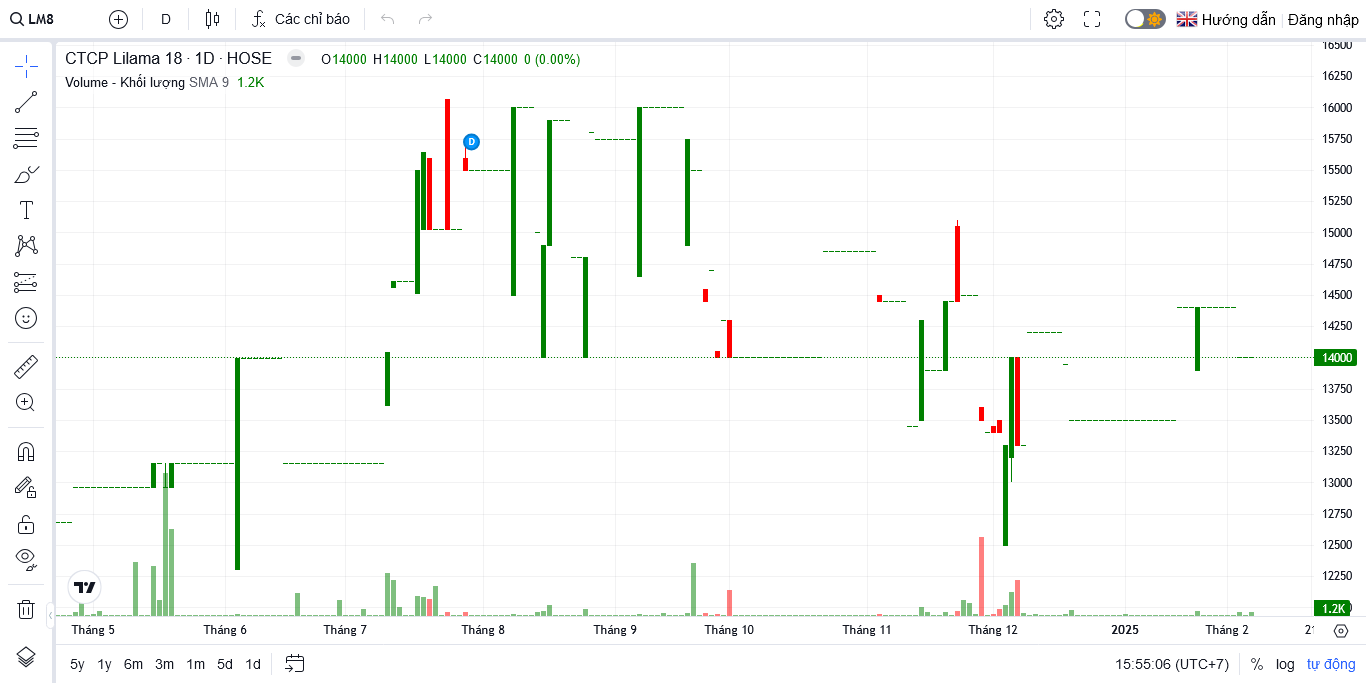 LM8 D Các chỉ báo Hướng dẫn Đăng nhập
CTCP Lilama 18 · 1D · HOSE O14000 H14000 L14000 C14000 0 (0.00%)
Volume - Khối lượng SMA 9 1.2K
D
16500
16250
16000
15750
15500
15250
15000
14750
14500
14250
14000
13750
13500
13250
13000
12750
12500
12250
1.2K
Tháng 5 Tháng 6 Tháng 7 Tháng 8 Tháng 9 Tháng 10 Tháng 11 Tháng 12 2025 Tháng 2
5y 1y 6m 3m 1m 5d 1d 15:55:06 (UTC+7) % log tự động